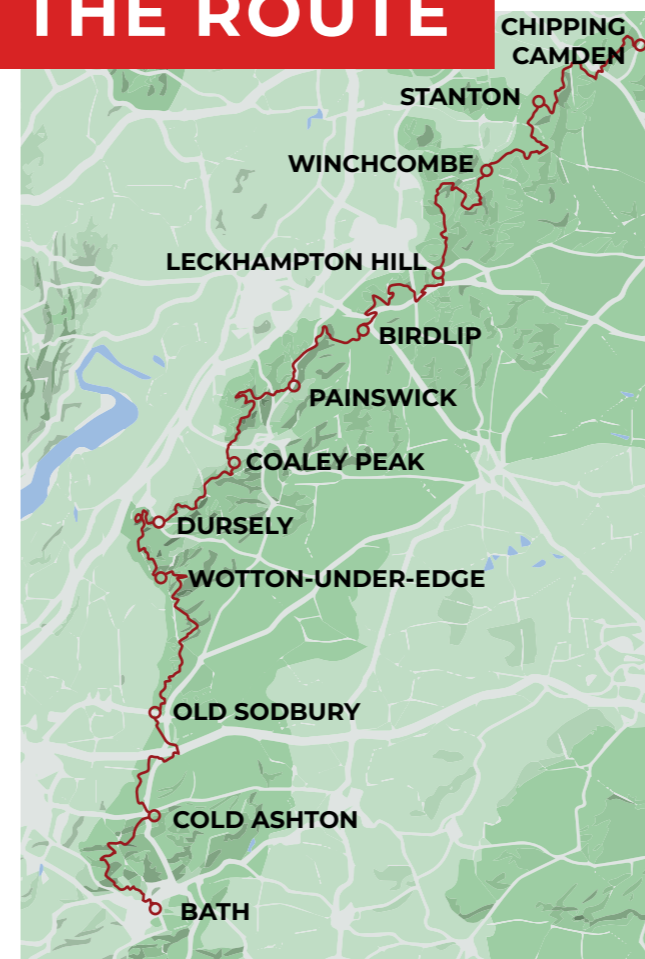 THE ROUTE
CHIPPING
CAMDEN
STANTON
WINCHCOMBE
LECKHAMPTON HILL
BIRDLIP
PAINSWICK
COALEY PEAK
DURSELY
WOTTON-UNDER-EDGE
OLD SODBURY
COLD ASHTON
BATH